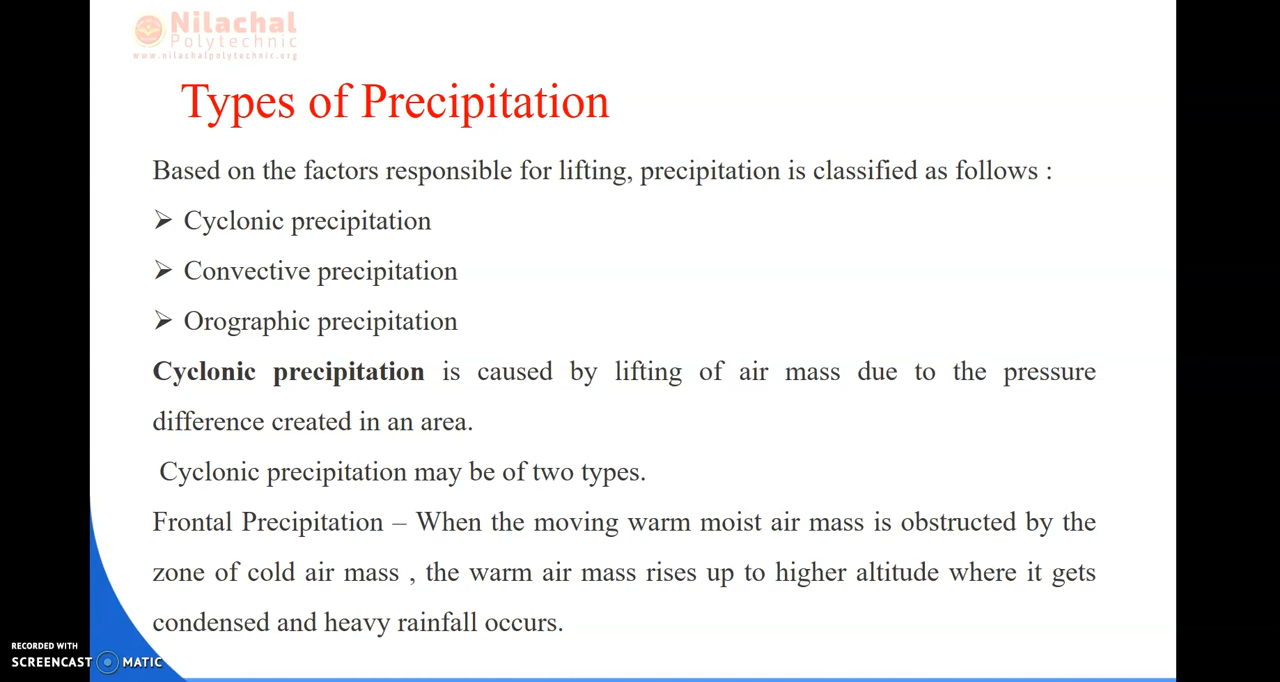 Nilachal
Polytechnic
www.nilachalpolytechnic.org
Types of Precipitation
Based on the factors responsible for lifting, precipitation is classified as follows :
➢ Cyclonic precipitation
➢ Convective precipitation
➢ Orographic precipitation
Cyclonic precipitation is caused by lifting of air mass due to the pressure
difference created in an area.
Cyclonic precipitation may be of two types.
Frontal Precipitation – When the moving warm moist air mass is obstructed by the
zone of cold air mass , the warm air mass rises up to higher altitude where it gets
condensed and heavy rainfall occurs.
RECORDED WITH
SCREENCAST MATIC